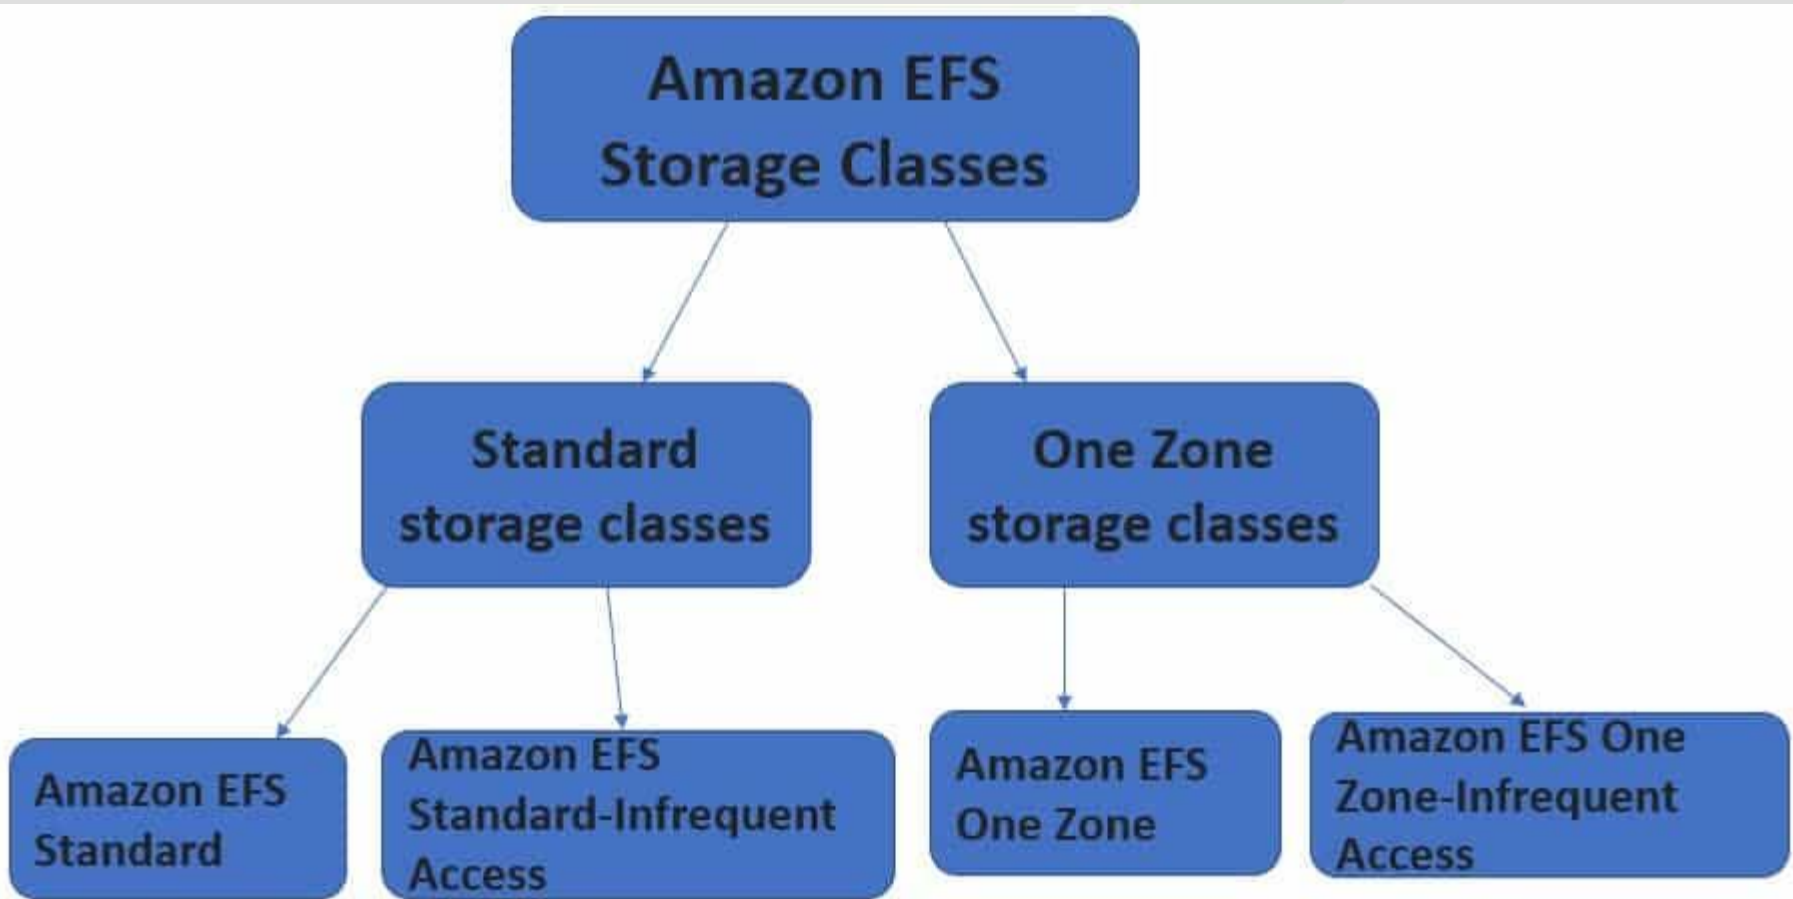 Amazon EFS
Storage Classes
Standard
storage classes
One Zone
storage classes
Amazon EFS
Standard
Amazon EFS
Standard-Infrequent
Access
Amazon EFS
One Zone
Amazon EFS One
Zone-Infrequent
Access